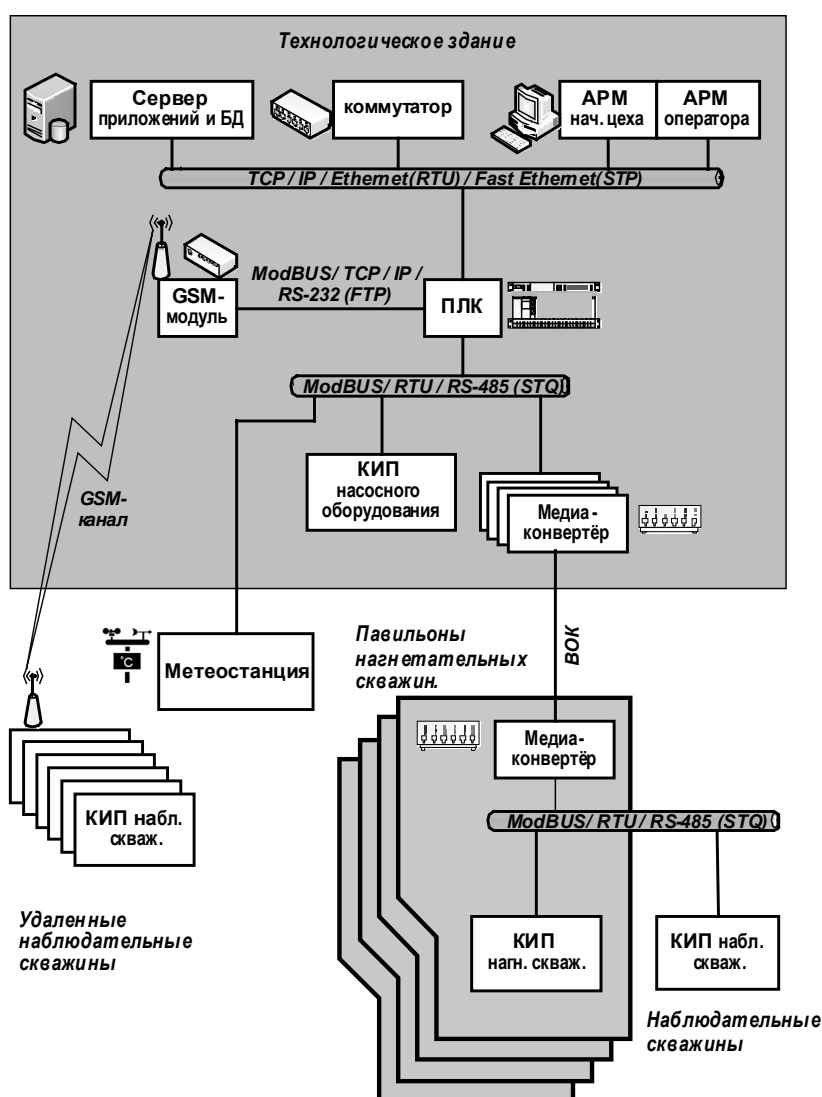 Технологическое здание
Сервер
приложений и БД
коммутатор
АРМ
нач. цеха
АРМ
оператора
TCP / IP / Ethernet(RTU) / Fast Ethernet(STP)
ModBUS/ TCP / IP /
RS-232 (FTP)
GSM-
модуль
ПЛК
ModBUS/ RTU / RS-485 (STQ)
GSM-
канал
КИП
насосного
оборудования
Медиа-
конвертёр
°C
Метеостанция
Павильоны
нагнетательных
скважин.
ВОК
Медиа-
конвертёр
ModBUS/ RTU/ RS-485 (STQ)
КИП набл.
скваж.
Удаленные
наблюдательные
скважины
КИП
нагн. скваж.
КИП набл.
скваж.
Наблюдательные
скважины